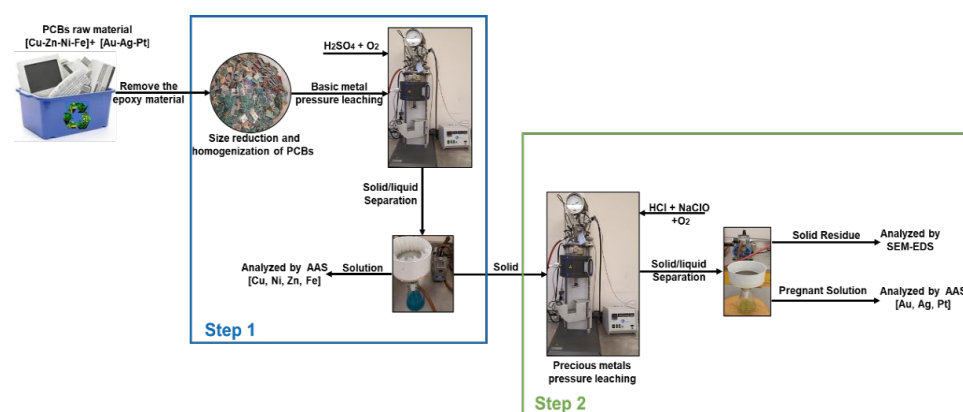 PCBs raw material
[Cu-Zn-Ni-Fe]+ [Au-Ag-Pt]
Remove the
epoxy material
Size reduction and
homogenization of PCBs
Basic metal
pressure leaching
H2SO4 + O2
Solid/liquid
Separation
Analyzed by AAS
[Cu, Ni, Zn, Fe]
Solution
Solid
Step 1
HCl + NaClO
+O2
Precious metals
pressure leaching
Solid/liquid
Separation
Solid Residue
Analyzed by
SEM-EDS
Pregnant Solution
Analyzed by AAS
[Au, Ag, Pt]
Step 2